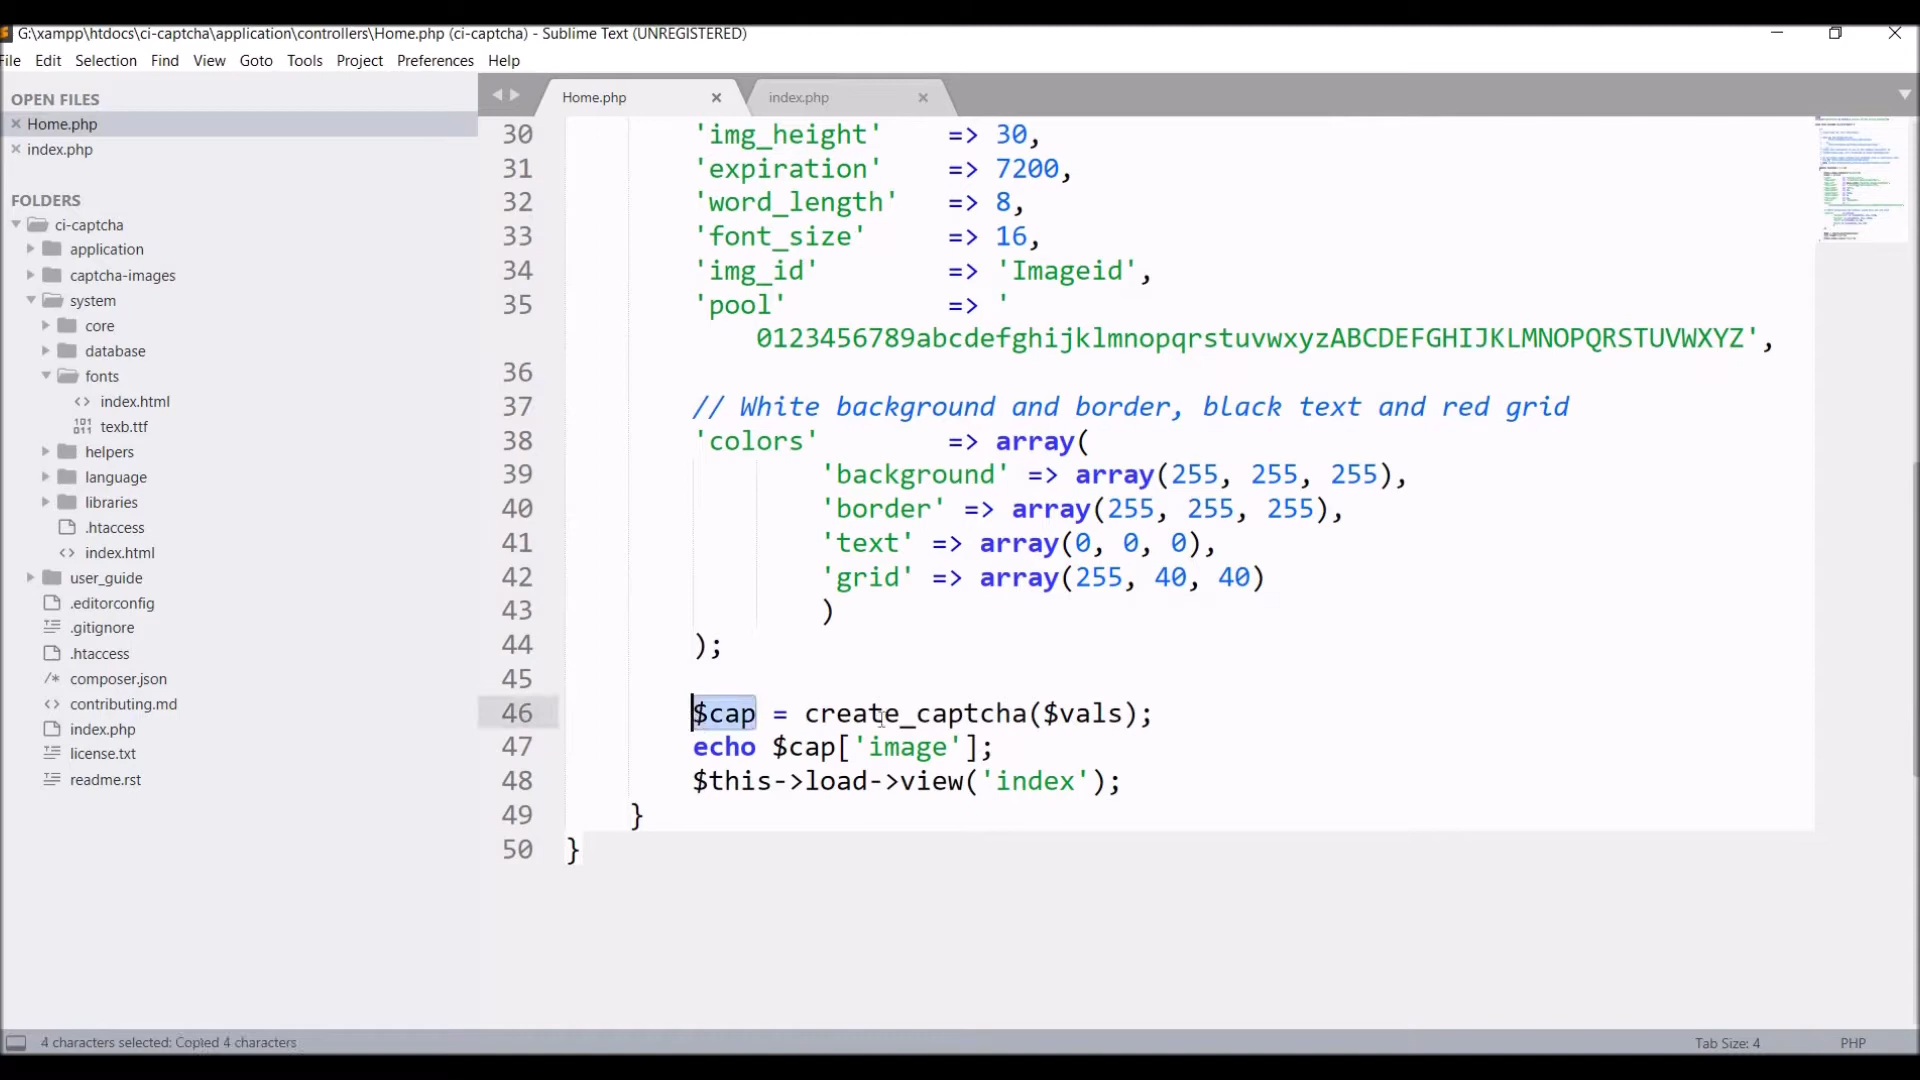 G:\xampp\htdocs\ci-captcha\application\controllers\Home.php (ci-captcha) - Sublime Text (UNREGISTERED)
File Edit Selection Find View Goto Tools Project Preferences Help
OPEN FILES
Home.php
index.php
FOLDERS
ci-captcha
application
captcha-images
system
core
database
fonts
index.html
texb.ttf
helpers
language
libraries
.htaccess
index.html
user_guide
.editorconfig
.gitignore
.htaccess
composer.json
contributing.md
index.php
license.txt
readme.rst
Home.php index.php
30 'img_height' => 30,
31 'expiration' => 7200,
32 'word_length' => 8,
33 'font_size' => 16,
34 'img_id' => 'Imageid',
35 'pool' => '
0123456789abcdefghijklmnopqrstuvwxyzABCDEFGHIJKLMNOPQRSTUVWXYZ',
36
37 // White background and border, black text and red grid
38 'colors' => array(
39 'background' => array(255, 255, 255),
40 'border' => array(255, 255, 255),
41 'text' => array(0, 0, 0),
42 'grid' => array(255, 40, 40)
43 )
44 );
45
46 $cap = create_captcha($vals);
47 echo $cap['image'];
48 $this->load->view('index');
49 }
50 }
4 characters selected: Copied 4 characters
Tab Size: 4 PHP